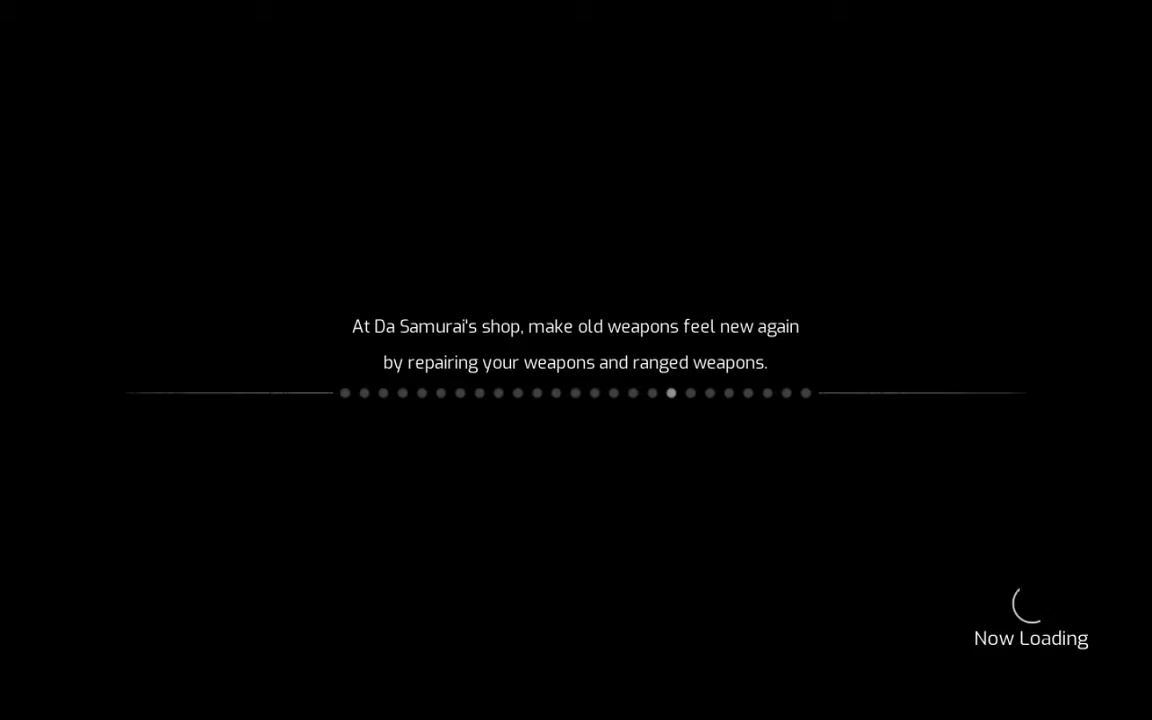 At Da Samurai's shop, make old weapons feel new again
by repairing your weapons and ranged weapons.
Now Loading